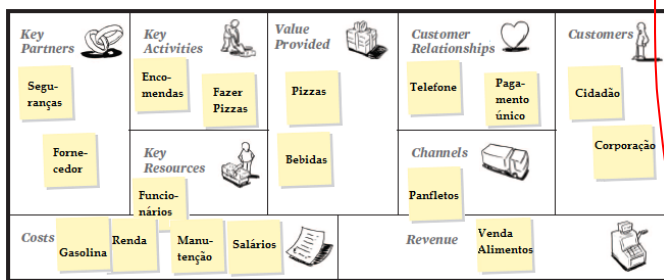 Key
Partners
Segu-
ranças
Forne-
cedor
Key
Activities
Enco-
mendas
Fazer
Pizzas
Key
Resources
Funcio-
nários
Value
Provided
Pizzas
Bebidas
Customer
Relationships
Telefone
Paga-
mento
único
Channels
Panfletos
Customers
Cidadão
Corporação
Costs
Gasolina
Renda
Manu-
tenção
Salários
Revenue
Venda
Alimentos